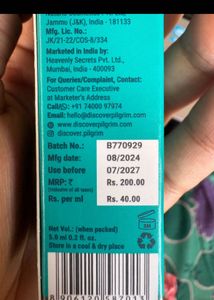 Jammu (J&K), India - 181133
Mfg. Lic. No.:
JK/21-22/COS-8/334
Marketed in India by:
Heavenly Secrets Pvt. Ltd.,
Mumbai, India - 400093
For Queries/Complaint, Contact:
Customer Care Executive
at Marketer's Address
Call: +91 74000 97974
Email: hello@discoverpilgrim.com
www.discoverpilgrim.com
discover.pilgrim
Batch No.: B770929
Mfg date 08/2024
Use before 07/2027
MRP: ₹ Rs. 200.00
(Inclusive of all taxes)
Rs. per ml Rs. 40.00
3M
Net Vol.: (when packed)
5.0 ml 0.2 fl. oz.
Store in a cool & dry place